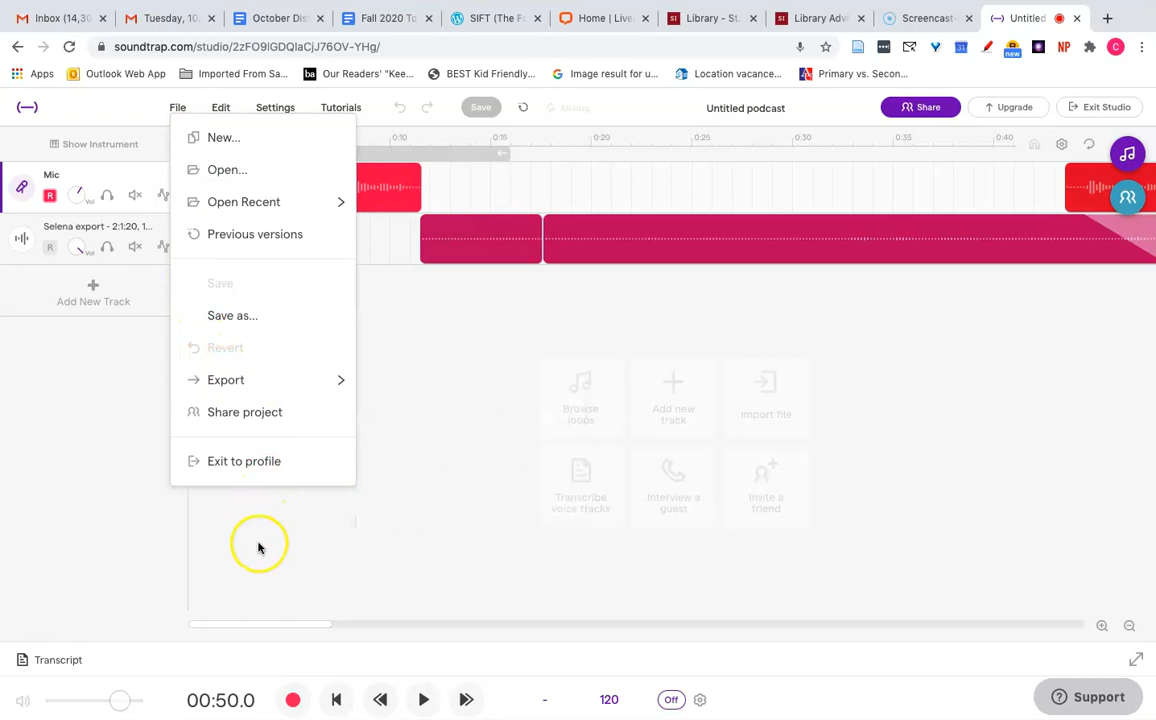 Inbox (14,30
Tuesday, 10,
October Dis
Fall 2020 To
SIFT (The Fo
Home | Live
Library - St.
Library Advi
Screencast-
Untitled
soundtrap.com/studio/2zFO9lGDQlaCjJ76OV-YHg/
Apps
Outlook Web App
Imported From Sa...
Our Readers' "Kee...
BEST Kid Friendly...
Image result for u...
Location vacance...
Primary vs. Secon...
File
Edit
Settings
Tutorials
Save
Mixing
Untitled podcast
Share
Upgrade
Exit Studio
Show Instrument
0:10
0:15
0:20
0:25
0:30
0:35
0:40
Mic
R
Vol
Selena export - 2:1:20, 1...
R
Vol
Add New Track
New...
Open...
Open Recent
Previous versions
Save
Save as...
Revert
Export
Share project
Exit to profile
Browse
loops
Add new
track
Import file
Transcribe
voice tracks
Interview a
guest
Invite a
friend
Transcript
00:50.0
-
120
Off
Support